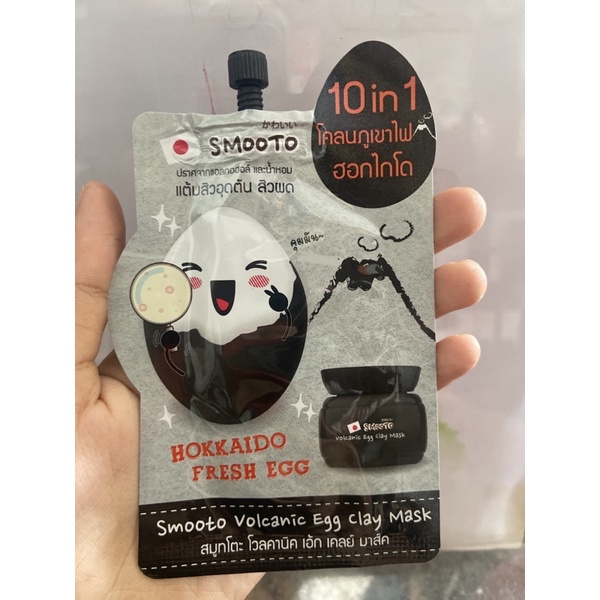 10 in 1
โคลนภูเขาไฟ
ฮอกไกโด
かわいい
SMOOTO
ปราศจากแอลกอฮอล์ และน้ำหอม
แต้มสิวอุดตัน สิวผด
คุมมัน~
SMOOTO
Volcanic Egg Clay Mask
HOKKAIDO
FRESH EGG
Smooto Volcanic Egg Clay Mask
สมูทโตะ โวลคานิค เอ้ก เคลย์ มาส์ค